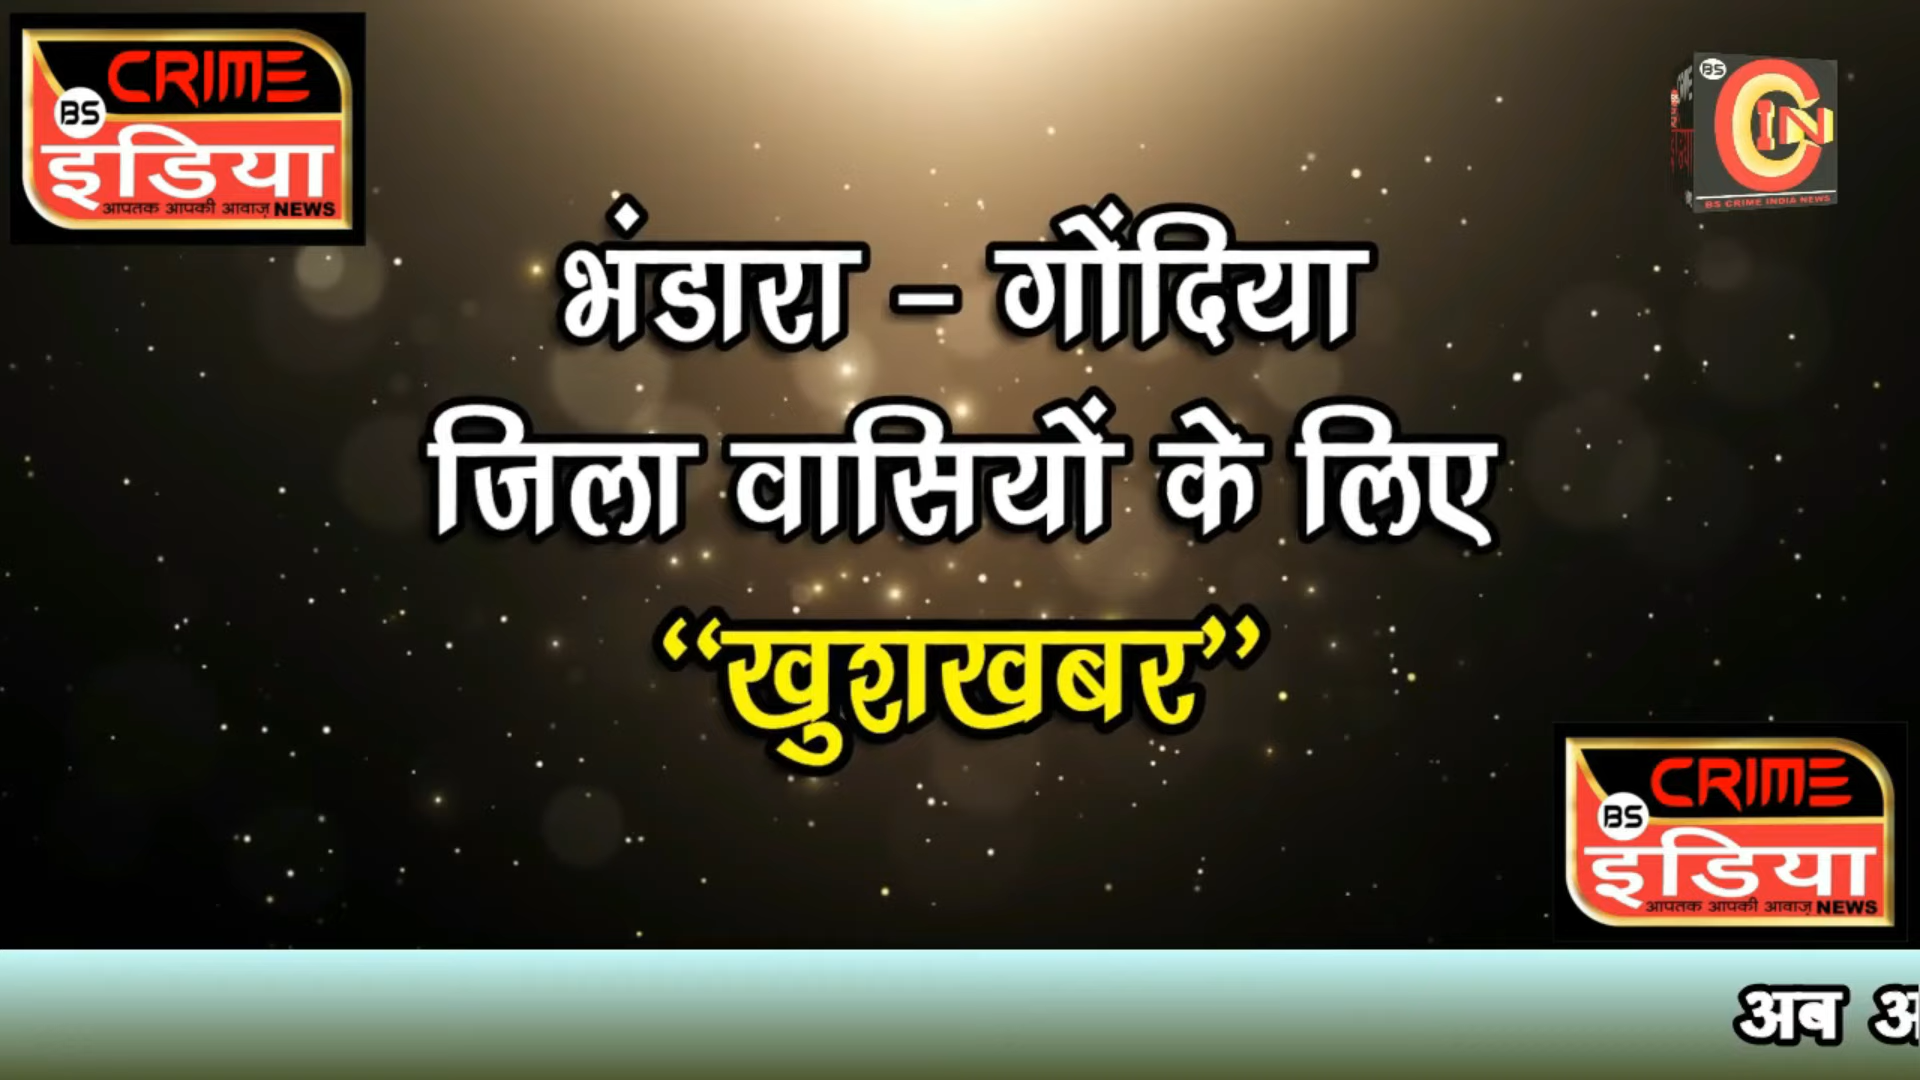 CRIME
BS
इंडिया
आपतक आपकी आवाज़ NEWS
BS
C IN
BS CRIME INDIA NEWS
भंडारा – गोंदिया
जिला वासियों के लिए
“खुशखबर”
CRIME
BS
इंडिया
आपतक आपकी आवाज़ NEWS
अब